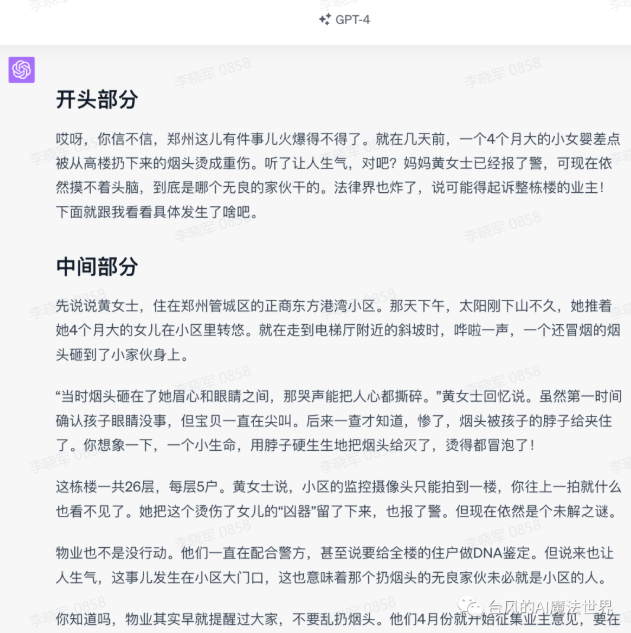 GPT-4
开头部分
哎呀，你信不信，郑州这儿有件事儿火爆得不得了。就在几天前，一个4个月大的小女婴差点
被从高楼扔下来的烟头烫成重伤。听了让人生气，对吧？妈妈黄女士已经报了警，可现在依
然摸不着头脑，到底是哪个无良的家伙干的。法律界也炸了，说可能得起诉整栋楼的业主！
下面就跟我看看具体发生了啥吧。
中间部分
先说说黄女士，住在郑州管城区的正商东方港湾小区。那天下午，太阳刚下山不久，她推着
她4个月大的女儿在小区里转悠。就在走到电梯厅附近的斜坡时，哗啦一声，一个还冒烟的烟
头砸到了小家伙身上。
“当时烟头砸在了她眉心和眼睛之间，那哭声能把人心都撕碎。”黄女士回忆说。虽然第一时间
确认孩子眼睛没事，但宝贝一直在尖叫。后来一查才知道，惨了，烟头被孩子的脖子给夹住
了。你想象一下，一个小生命，用脖子硬生生地把烟头给灭了，烫得都冒泡了！
这栋楼一共26层，每层5户。黄女士说，小区的监控摄像头只能拍到一楼，你往上一拍就什么
也看不见了。她把这个烫伤了女儿的“凶器”留了下来，也报了警。但现在依然是个未解之谜。
物业也不是没行动。他们一直在配合警方，甚至说要给全楼的住户做DNA鉴定。但说来也让
人生气，这事儿发生在小区大门口，这也意味着那个扔烟头的无良家伙未必就是小区的人。
你知道吗，物业其实早就提醒过大家，不要乱扔烟头。他们4月份就开始征集业主意见，要在
台风的AI魔法世界
李晓军 0858